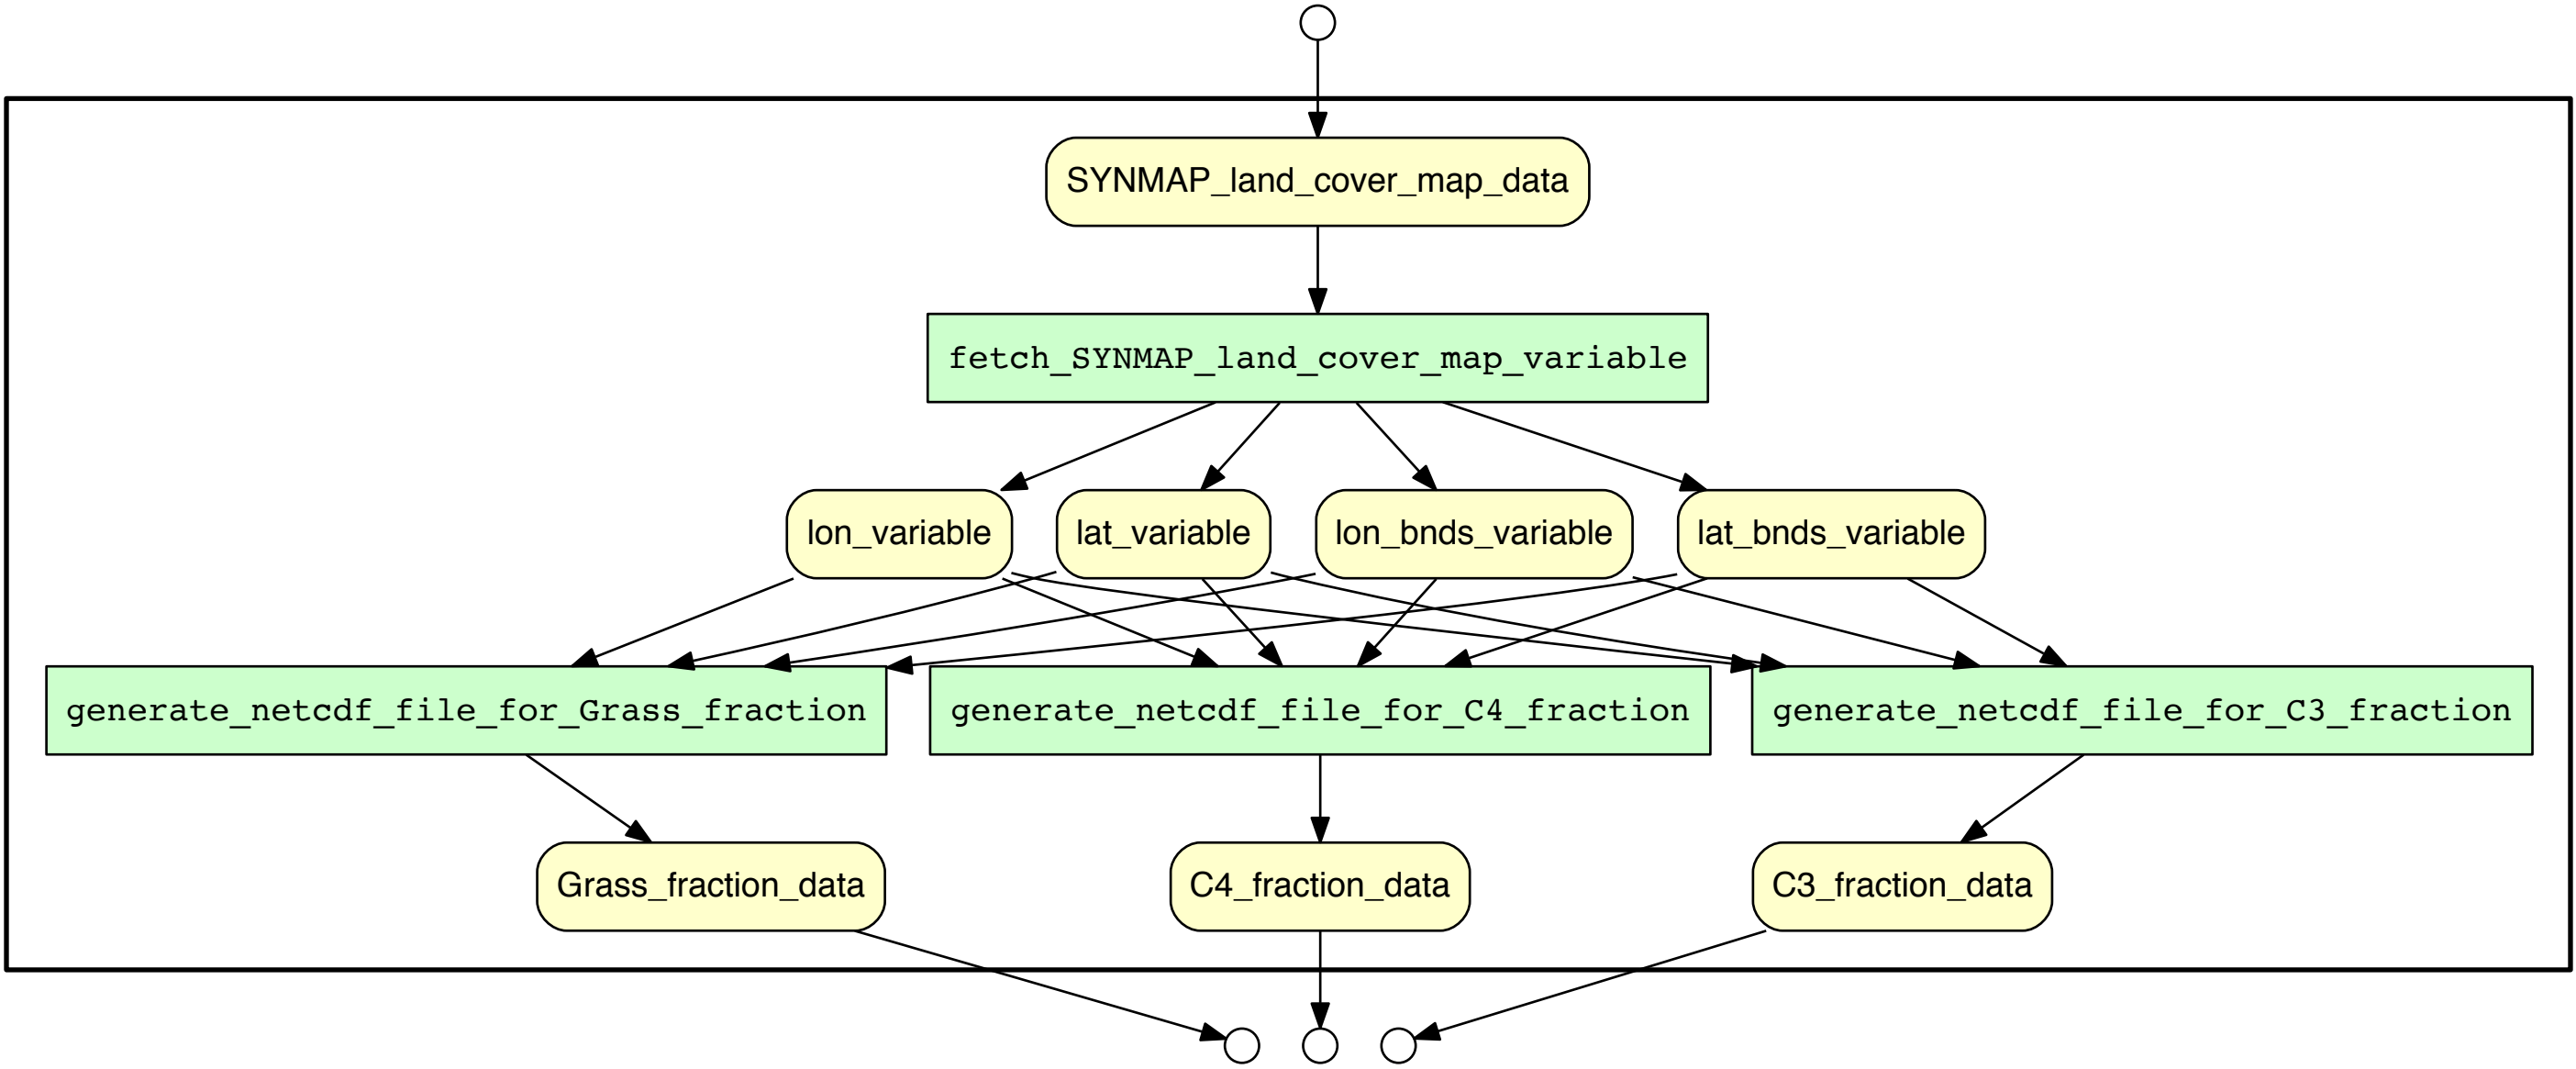 SYNMAP_land_cover_map_data
fetch_SYNMAP_land_cover_map_variable
lon_variable
lat_variable
lon_bnds_variable
lat_bnds_variable
generate_netcdf_file_for_Grass_fraction
generate_netcdf_file_for_C4_fraction
generate_netcdf_file_for_C3_fraction
Grass_fraction_data
C4_fraction_data
C3_fraction_data